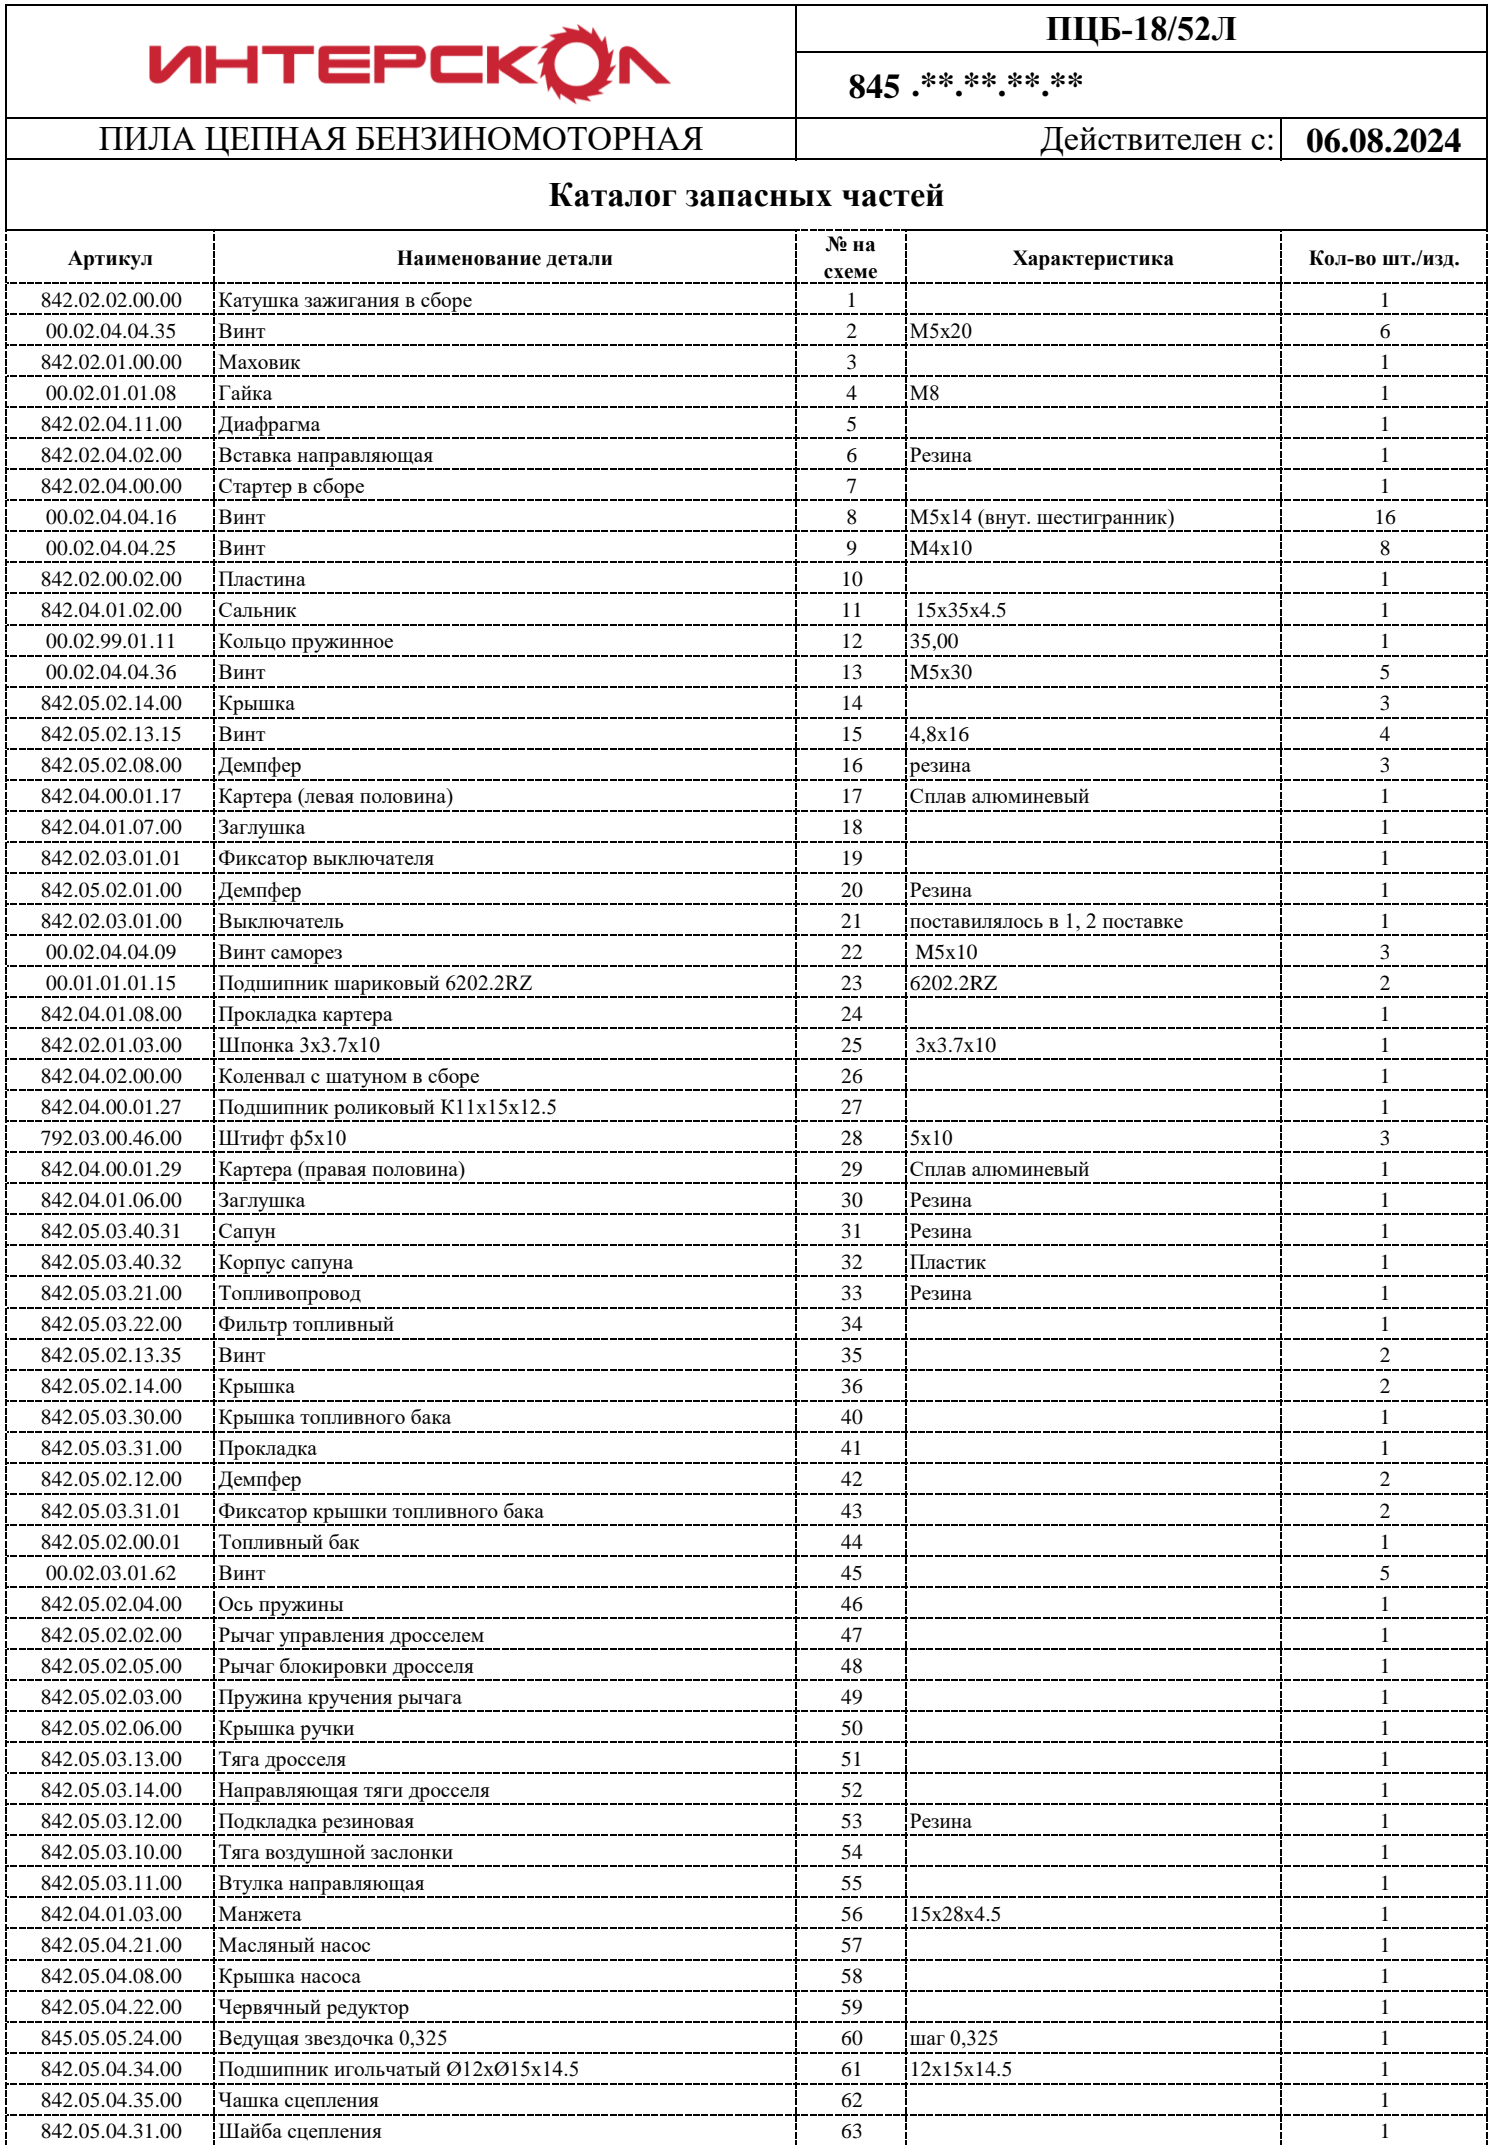 ИНТЕРСКОЛ
ПЦБ-18/52Л
845 .**.**.**.**
ПИЛА ЦЕПНАЯ БЕНЗИНОМОТОРНАЯ Действителен с: 06.08.2024
Каталог запасных частей
Артикул Наименование детали № на схеме Характеристика Кол-во шт./изд.
842.02.02.00.00 Катушка зажигания в сборе 1 1
00.02.04.04.35 Винт 2 М5х20 6
842.02.01.00.00 Маховик 3 1
00.02.01.01.08 Гайка 4 М8 1
842.02.04.11.00 Диафрагма 5 1
842.02.04.02.00 Вставка направляющая 6 Резина 1
842.02.04.00.00 Стартер в сборе 7 1
00.02.04.04.16 Винт 8 М5х14 (внут. шестигранник) 16
00.02.04.04.25 Винт 9 М4х10 8
842.02.00.02.00 Пластина 10 1
842.04.01.02.00 Сальник 11 15x35x4.5 1
00.02.99.01.11 Кольцо пружинное 12 35,00 1
00.02.04.04.36 Винт 13 М5х30 5
842.05.02.14.00 Крышка 14 3
842.05.02.13.15 Винт 15 4,8х16 4
842.05.02.08.00 Демпфер 16 резина 3
842.04.00.01.17 Картера (левая половина) 17 Сплав алюминевый 1
842.04.01.07.00 Заглушка 18 1
842.02.03.01.01 Фиксатор выключателя 19 1
842.05.02.01.00 Демпфер 20 Резина 1
842.02.03.01.00 Выключатель 21 поставилялось в 1, 2 поставке 1
00.02.04.04.09 Винт саморез 22 М5х10 3
00.01.01.01.15 Подшипник шариковый 6202.2RZ 23 6202.2RZ 2
842.04.01.08.00 Прокладка картера 24 1
842.02.01.03.00 Шпонка 3x3.7x10 25 3x3.7x10 1
842.04.02.00.00 Коленвал с шатуном в сборе 26 1
842.04.00.01.27 Подшипник роликовый K11x15x12.5 27 1
792.03.00.46.00 Штифт ф5х10 28 5х10 3
842.04.00.01.29 Картера (правая половина) 29 Сплав алюминевый 1
842.04.01.06.00 Заглушка 30 Резина 1
842.05.03.40.31 Сапун 31 Резина 1
842.05.03.40.32 Корпус сапуна 32 Пластик 1
842.05.03.21.00 Топливопровод 33 Резина 1
842.05.03.22.00 Фильтр топливный 34 1
842.05.02.13.35 Винт 35 2
842.05.02.14.00 Крышка 36 2
842.05.03.30.00 Крышка топливного бака 40 1
842.05.03.31.00 Прокладка 41 1
842.05.02.12.00 Демпфер 42 2
842.05.03.31.01 Фиксатор крышки топливного бака 43 2
842.05.02.00.01 Топливный бак 44 1
00.02.03.01.62 Винт 45 5
842.05.02.04.00 Ось пружины 46 1
842.05.02.02.00 Рычаг управления дросселем 47 1
842.05.02.05.00 Рычаг блокировки дросселя 48 1
842.05.02.03.00 Пружина кручения рычага 49 1
842.05.02.06.00 Крышка ручки 50 1
842.05.03.13.00 Тяга дросселя 51 1
842.05.03.14.00 Направляющая тяги дросселя 52 1
842.05.03.12.00 Подкладка резиновая 53 Резина 1
842.05.03.10.00 Тяга воздушной заслонки 54 1
842.05.03.11.00 Втулка направляющая 55 1
842.04.01.03.00 Манжета 56 15x28x4.5 1
842.05.04.21.00 Масляный насос 57 1
842.05.04.08.00 Крышка насоса 58 1
842.05.04.22.00 Червячный редуктор 59 1
845.05.05.24.00 Ведущая звездочка 0,325 60 шаг 0,325 1
842.05.04.34.00 Подшипник игольчатый Ø12xØ15x14.5 61 12x15x14.5 1
842.05.04.35.00 Чашка сцепления 62 1
842.05.04.31.00 Шайба сцепления 63 1